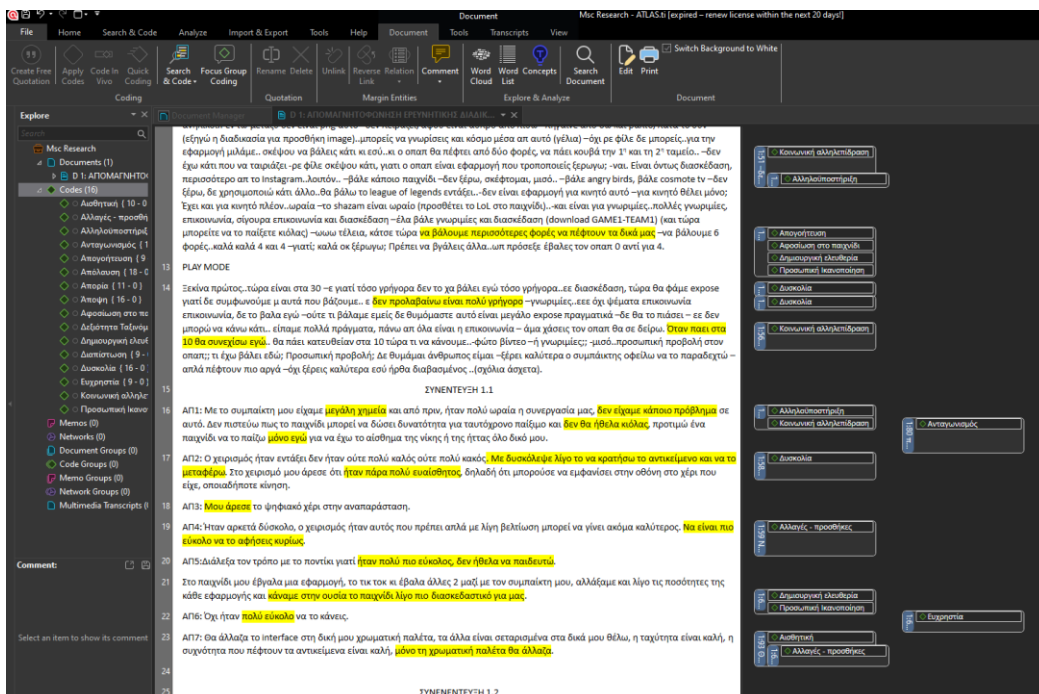 Document
Msc Research - ATLAS.ti [expired – renew license within the next 20 days!]
File Home Search & Code Analyze Import & Export Tools Help Document Tools Transcripts View
Create Free Quotation
Apply Codes
Code In Vivo
Quick Coding
Search & Code
Focus Group Coding
Rename
Delete
Unlink
Reverse Link
Relation
Comment
Word Cloud
Word List
Concepts
Search Document
Edit
Print
Switch Background to White
Coding
Quotation
Margin Entities
Explore & Analyze
Document
Explore
Document Manager
D 1: ΑΠΟΜΑΓΝΗΤΟΦΩΝΗΣΗ ΕΡΕΥΝΗΤΙΚΗΣ ΔΙΑΔΙΚ...
Search
Msc Research
Documents (1)
D 1: ΑΠΟΜΑΓΝΗΤΟ
Codes (16)
Αισθητική { 10 - 0
Αλλαγές - προσθή
Αλληλοϋποστήριξ
Ανταγωνισμός { 1
Απογοήτευση { 9
Απόλαυση { 18 - 0
Απορία { 11 - 0 }
Άποψη { 16 - 0 }
Αφοσίωση στο πα
Δεξιότητα Ταξινόμ
Δημιουργική ελευθ
Διαπίστωση { 9 -
Δυσκολία { 16 - 0 }
Ευχρηστία { 9 - 0 }
Κοινωνική αλληλε
Προσωπική Ικανο
Memos (0)
Networks (0)
Document Groups (0)
Code Groups (0)
Memo Groups (0)
Network Groups (0)
Multimedia Transcripts (
Comment:
Select an item to show its comment
(εξηγώ η διαδικασία για προσθήκη image)..μπορείς να γνωρίσεις και κόσμο μέσα απ αυτό (γέλια) –όχι ρε φίλε δε μπορείς..για την
εφαρμογή μιλάμε.. σκέψου να βάλεις κάτι κι εσύ..κι ο οπαπ θα πέφτει από δύο φορές, να πάει κουβά την 1η και τη 2η ταμείο.. –δεν
έχω κάτι που να ταιριάζει -ρε φίλε σκέψου κάτι, γιατι ο οπαπ είναι εφαρμογή που τροποποιείς ξερωγω; -ναι. Είναι όντως διασκέδαση,
περισσότερο απ το Instagram..λοιπόν.. –βάλε κάποιο παιχνίδι –δεν ξέρω, σκέφτομαι, μισό.. –βάλε angry birds, βάλε cosmote tv –δεν
ξέρω, δε χρησιμοποιώ κάτι άλλο..θα βάλω το league of legends εντάξει..-δεν είναι εφαρμογή για κινητό αυτό –για κινητό θέλει μόνο;
Έχει και για κινητό πλέον..ωραία –το shazam είναι ωραίο (προσθέτει το LoL στο παιχνίδι)..-και είναι για γνωριμίες..πολλές γνωριμίες,
επικοινωνία, σίγουρα επικοινωνία και διασκέδαση –έλα βάλε γνωριμίες και διασκέδαση (download GAME1-TEAM1) (και τώρα
μπορείτε να το παίξετε κιόλας) –ωωω τέλεια, κάτσε τώρα να βάλουμε περισσότερες φορές να πέφτουν τα δικά μας –να βάλουμε 6
φορές..καλά καλά 4 και 4 –γιατί; καλά οκ ξέρωγω; Πρέπει να βγάλεις άλλα..ωπ πρόσεξε έβαλες τον οπαπ 0 αντί για 4.
13 PLAY MODE
14 Ξεκίνα πρώτος..τώρα είναι στα 30 –ε γιατί τόσο γρήγορα δεν το χα βάλει εγώ τόσο γρήγορα..εε διασκέδαση, τώρα θα φάμε expose
γιατί δε συμφωνούμε μ αυτά που βάζουμε.. ε δεν προλαβαίνω είναι πολύ γρήγορο –γνωριμίες..εεε όχι ψέματα επικοινωνία
επικοινωνία, δε το βαλα εγώ –ούτε τι βάλαμε εμείς δε θυμόμαστε αυτό είναι μεγάλο expose πραγματικά –δε θα το πιάσει – εε δεν
μπορώ να κάνω κάτι.. είπαμε πολλά πράγματα, πάνω απ όλα είναι η επικοινωνία – άμα χάσεις τον οπαπ θα σε δείρω. Όταν παει στα
10 θα συνεχίσω εγώ.. θα πάει κατευθείαν στα 10 τώρα τι να κάνουμε..-φώτο βίντεο –ή γνωριμίες;; -μισό..προσωπική προβολή στον
οπαπ;; τι έχω βάλει εδώ; Προσωπική προβολή; Δε θυμάμαι άνθρωπος είμαι –ξέρει καλύτερα ο συμπαίκτης οφείλω να το παραδεχτώ –
απλά πέφτουν πιο αργά –όχι ξέρεις καλύτερα εσύ ήρθα διαβασμένος ..(σχόλια άσχετα).
15 ΣΥΝΕΝΤΕΥΞΗ 1.1
16 ΑΠ1: Με το συμπαίκτη μου είχαμε μεγάλη χημεία και από πριν, ήταν πολύ ωραία η συνεργασία μας, δεν είχαμε κάποιο πρόβλημα σε
αυτό. Δεν πιστεύω πως το παιχνίδι μπορεί να δώσει δυνατότητα για ταυτόχρονο παίξιμο και δεν θα ήθελα κιόλας, προτιμώ ένα
παιχνίδι να το παίζω μόνο εγώ για να έχω το αίσθημα της νίκης ή της ήττας όλο δικό μου.
17 ΑΠ2: Ο χειρισμός ήταν εντάξει δεν ήταν ούτε πολύ καλός ούτε πολύ κακός. Με δυσκόλεψε λίγο το να κρατήσω το αντικείμενο και να το
μεταφέρω. Στο χειρισμό μου άρεσε ότι ήταν πάρα πολύ ευαίσθητος, δηλαδή ότι μπορούσε να εμφανίσει στην οθόνη στο χέρι που
είχε, οποιαδήποτε κίνηση.
18 ΑΠ3: Μου άρεσε το ψηφιακό χέρι στην αναπαράσταση.
19 ΑΠ4: Ήταν αρκετά δύσκολο, ο χειρισμός ήταν αυτός που πρέπει απλά με λίγη βελτίωση μπορεί να γίνει ακόμα καλύτερος. Να είναι πιο
εύκολο να το αφήσεις κυρίως.
20 ΑΠ5:Διάλεξα τον τρόπο με το ποντίκι γιατί ήταν πολύ πιο εύκολος, δεν ήθελα να παιδευτώ.
21 Στο παιχνίδι μου έβγαλα μια εφαρμογή, το τικ τοκ κι έβαλα άλλες 2 μαζί με τον συμπαίκτη μου, αλλάξαμε και λίγο τις ποσότητες της
κάθε εφαρμογής και κάναμε στην ουσία το παιχνίδι λίγο πιο διασκεδαστικό για μας.
22 ΑΠ6: Όχι ήταν πολύ εύκολο να το κάνεις.
23 ΑΠ7: Θα άλλαζα το interface στη δική μου χρωματική παλέτα, τα άλλα είναι σεταρισμένα στα δικά μου θέλω, η ταχύτητα είναι καλή, η
συχνότητα που πέφτουν τα αντικείμενα είναι καλή, μόνο τη χρωματική παλέτα θα άλλαζα.
24
25 ΣΥΝΕΝΤΕΥΞΗ 1.2
Κοινωνική αλληλεπίδραση
Αλληλοϋποστήριξη
Απογοήτευση
Αφοσίωση στο παιχνίδι
Δημιουργική ελευθερία
Προσωπική Ικανοποίηση
Δυσκολία
Δυσκολία
Κοινωνική αλληλεπίδραση
Αλληλοϋποστήριξη
Κοινωνική αλληλεπίδραση
Ανταγωνισμός
Δυσκολία
Αλλαγές - προσθήκες
Δημιουργική ελευθερία
Προσωπική Ικανοποίηση
Ευχρηστία
Αισθητική
Αλλαγές - προσθήκες